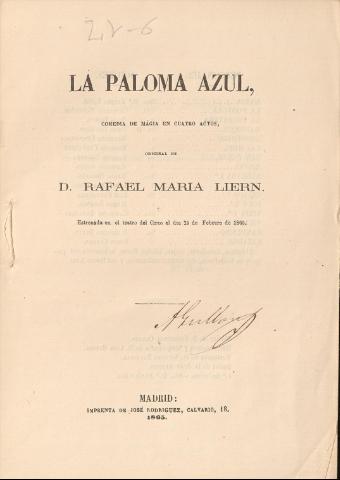 LA PALOMA AZUL,
COMEDIA DE MÁGIA EN CUATRO ACTOS,
ORIGINAL DE
D. RAFAEL MARIA LIERN.
Estrenada en el teatro del Circo el dia 25 de Febrero de 1865.
MADRID:
IMPRENTA DE JOSÉ RODRIGUEZ, CALVARIO, 18.
1865.